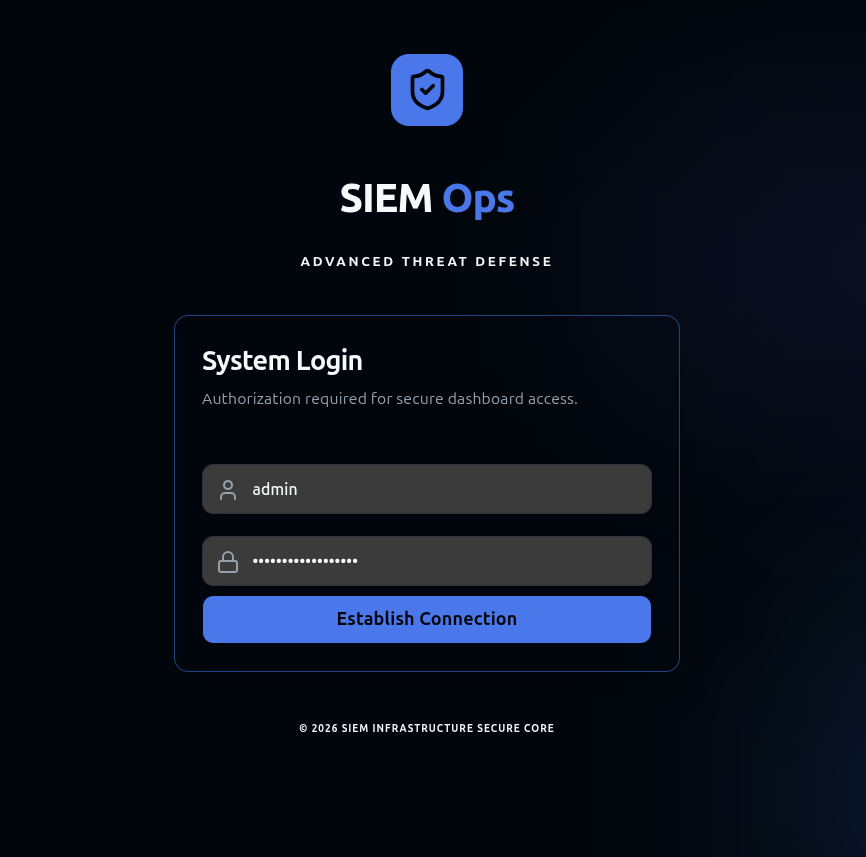 SIEM Ops
ADVANCED THREAT DEFENSE
System Login
Authorization required for secure dashboard access.
admin
••••••••••••••••••
Establish Connection
© 2026 SIEM INFRASTRUCTURE SECURE CORE